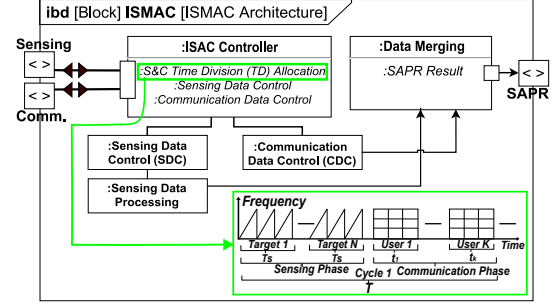 ibd [Block] ISMAC [ISMAC Architecture]
Sensing
< >
< >
Comm.
:ISAC Controller
:S&C Time Division (TD) Allocation
:Sensing Data Control
:Communication Data Control
:Data Merging
:SAPR Result
< >
SAPR
:Sensing Data
Control (SDC)
:Communication
Data Control (CDC)
:Sensing Data
Processing
Frequency
Target 1
Target N
User 1
User K
Time
Ts
Ts
t1
tk
Sensing Phase
Communication Phase
Cycle 1
T